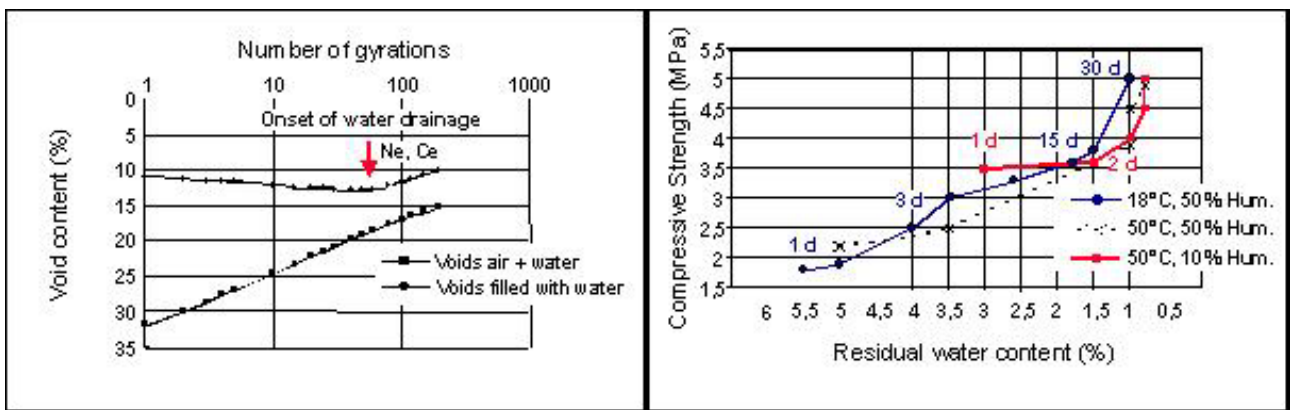 Number of gyrations
1 10 100 1000
0
5
10
15
20
25
30
35
Void content (%)
Onset of water drainage
Ne, Ce
Voids air + water
Voids filled with water
Compressive Strength (MPa)
5,5
5
4,5
4
3,5
3
2,5
2
1,5
30 d
1 d
15 d
2 d
3 d
1 d
18°C, 50% Hum.
50°C, 50% Hum.
50°C, 10% Hum.
6 5,5 5 4,5 4 3,5 3 2,5 2 1,5 1 0,5
Residual water content (%)